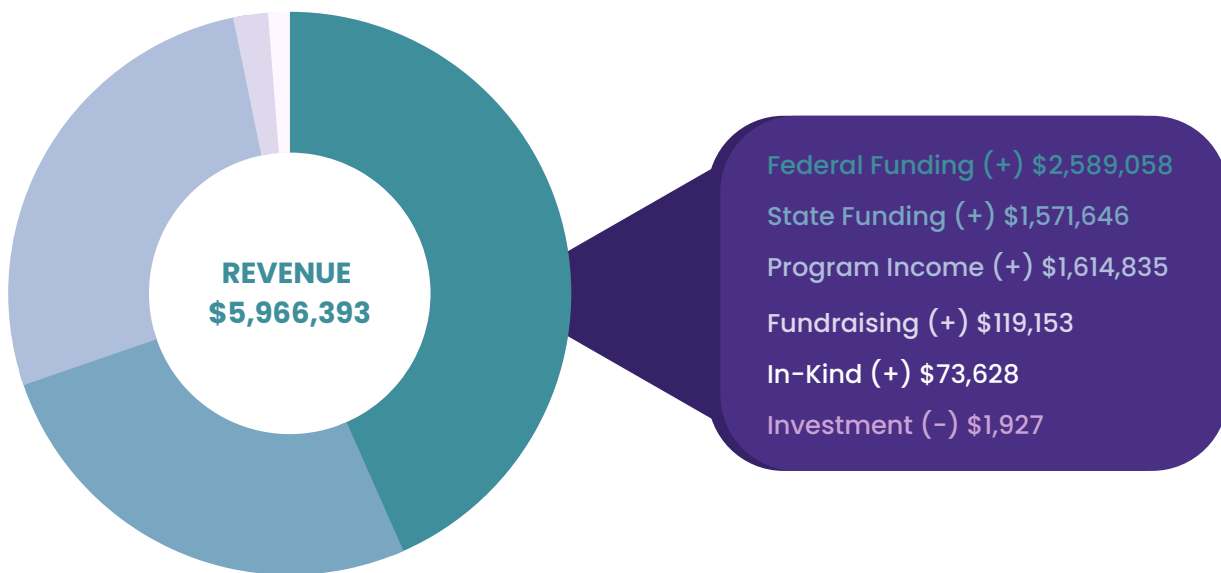 REVENUE
$5,966,393
Federal Funding (+) $2,589,058
State Funding (+) $1,571,646
Program Income (+) $1,614,835
Fundraising (+) $119,153
In-Kind (+) $73,628
Investment (-) $1,927